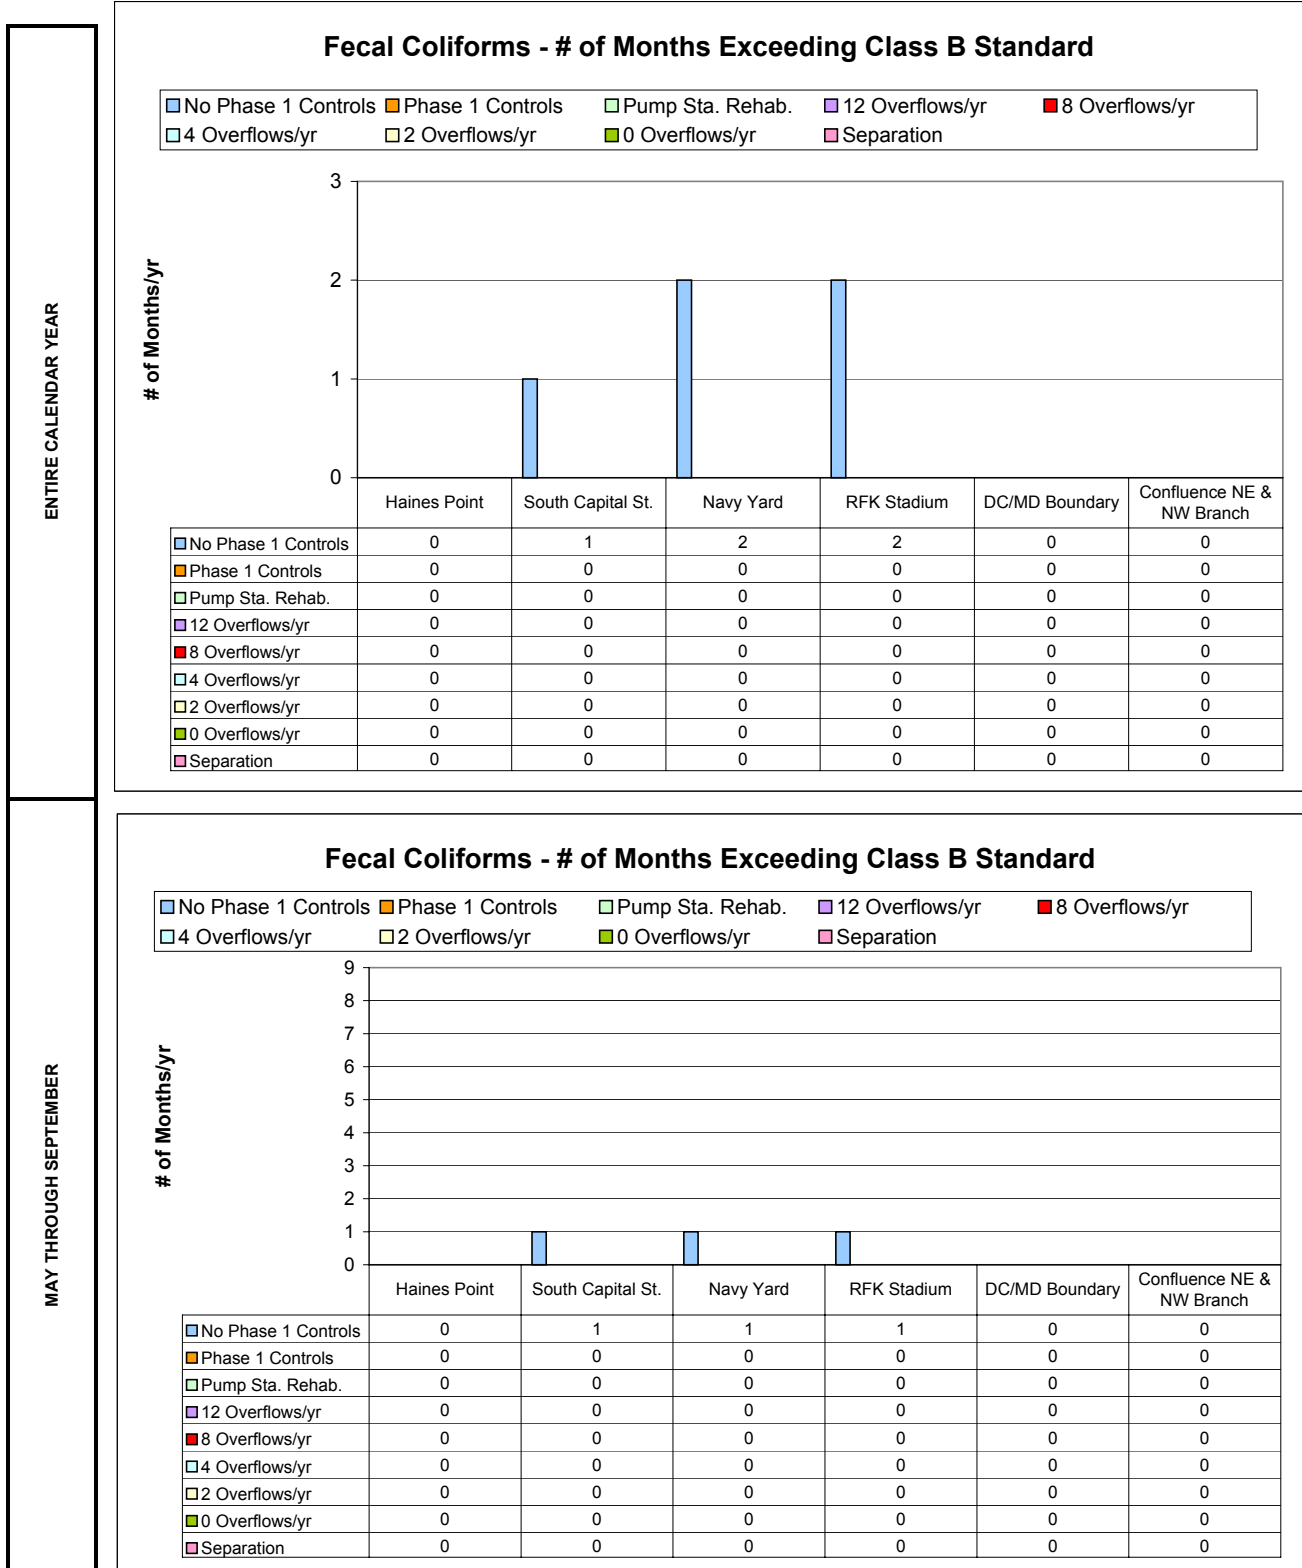 ENTIRE CALENDAR YEAR
Fecal Coliforms - # of Months Exceeding Class B Standard
No Phase 1 Controls Phase 1 Controls Pump Sta. Rehab. 12 Overflows/yr 8 Overflows/yr
4 Overflows/yr 2 Overflows/yr 0 Overflows/yr Separation
# of Months/yr
3
2
1
0
Haines Point South Capital St. Navy Yard RFK Stadium DC/MD Boundary Confluence NE &
NW Branch
No Phase 1 Controls 0 1 2 2 0 0
Phase 1 Controls 0 0 0 0 0 0
Pump Sta. Rehab. 0 0 0 0 0 0
12 Overflows/yr 0 0 0 0 0 0
8 Overflows/yr 0 0 0 0 0 0
4 Overflows/yr 0 0 0 0 0 0
2 Overflows/yr 0 0 0 0 0 0
0 Overflows/yr 0 0 0 0 0 0
Separation 0 0 0 0 0 0
MAY THROUGH SEPTEMBER
Fecal Coliforms - # of Months Exceeding Class B Standard
No Phase 1 Controls Phase 1 Controls Pump Sta. Rehab. 12 Overflows/yr 8 Overflows/yr
4 Overflows/yr 2 Overflows/yr 0 Overflows/yr Separation
# of Months/yr
9
8
7
6
5
4
3
2
1
0
Haines Point South Capital St. Navy Yard RFK Stadium DC/MD Boundary Confluence NE &
NW Branch
No Phase 1 Controls 0 1 1 1 0 0
Phase 1 Controls 0 0 0 0 0 0
Pump Sta. Rehab. 0 0 0 0 0 0
12 Overflows/yr 0 0 0 0 0 0
8 Overflows/yr 0 0 0 0 0 0
4 Overflows/yr 0 0 0 0 0 0
2 Overflows/yr 0 0 0 0 0 0
0 Overflows/yr 0 0 0 0 0 0
Separation 0 0 0 0 0 0